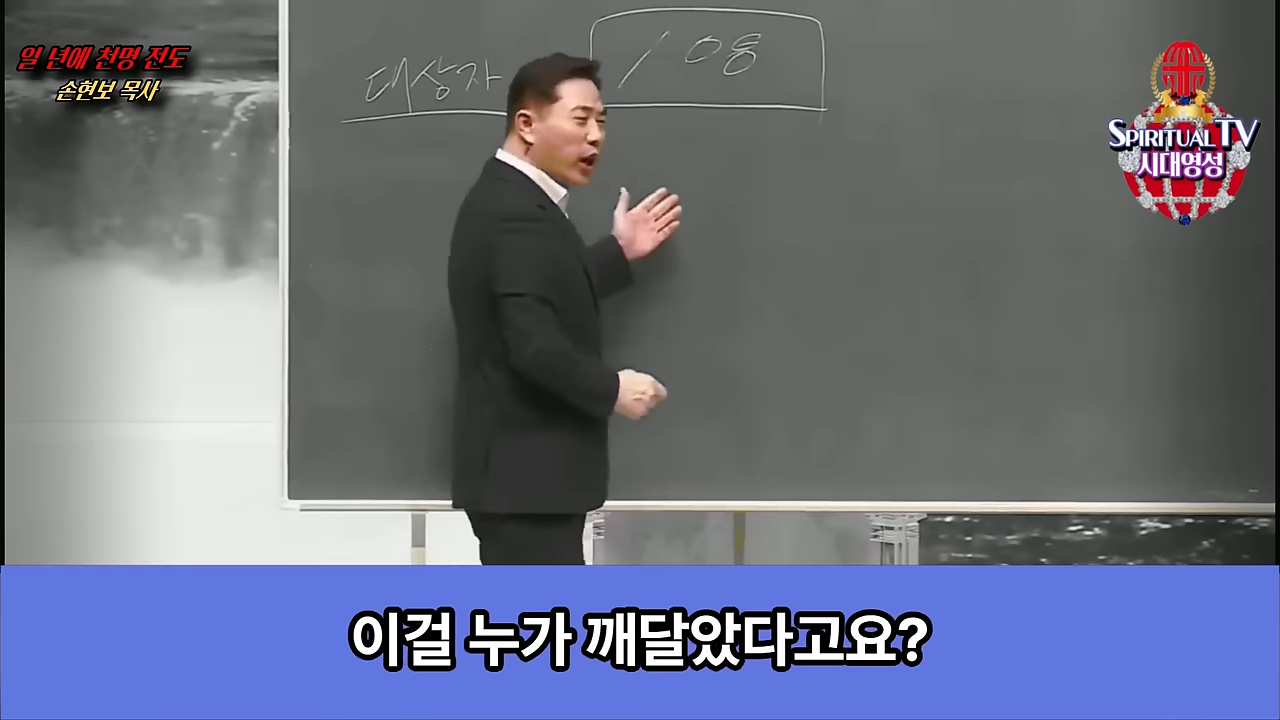 일 년에 천명 전도
손현보 목사
대상자
SPIRITUAL TV
시대영성
이걸 누가 깨달았다고요?